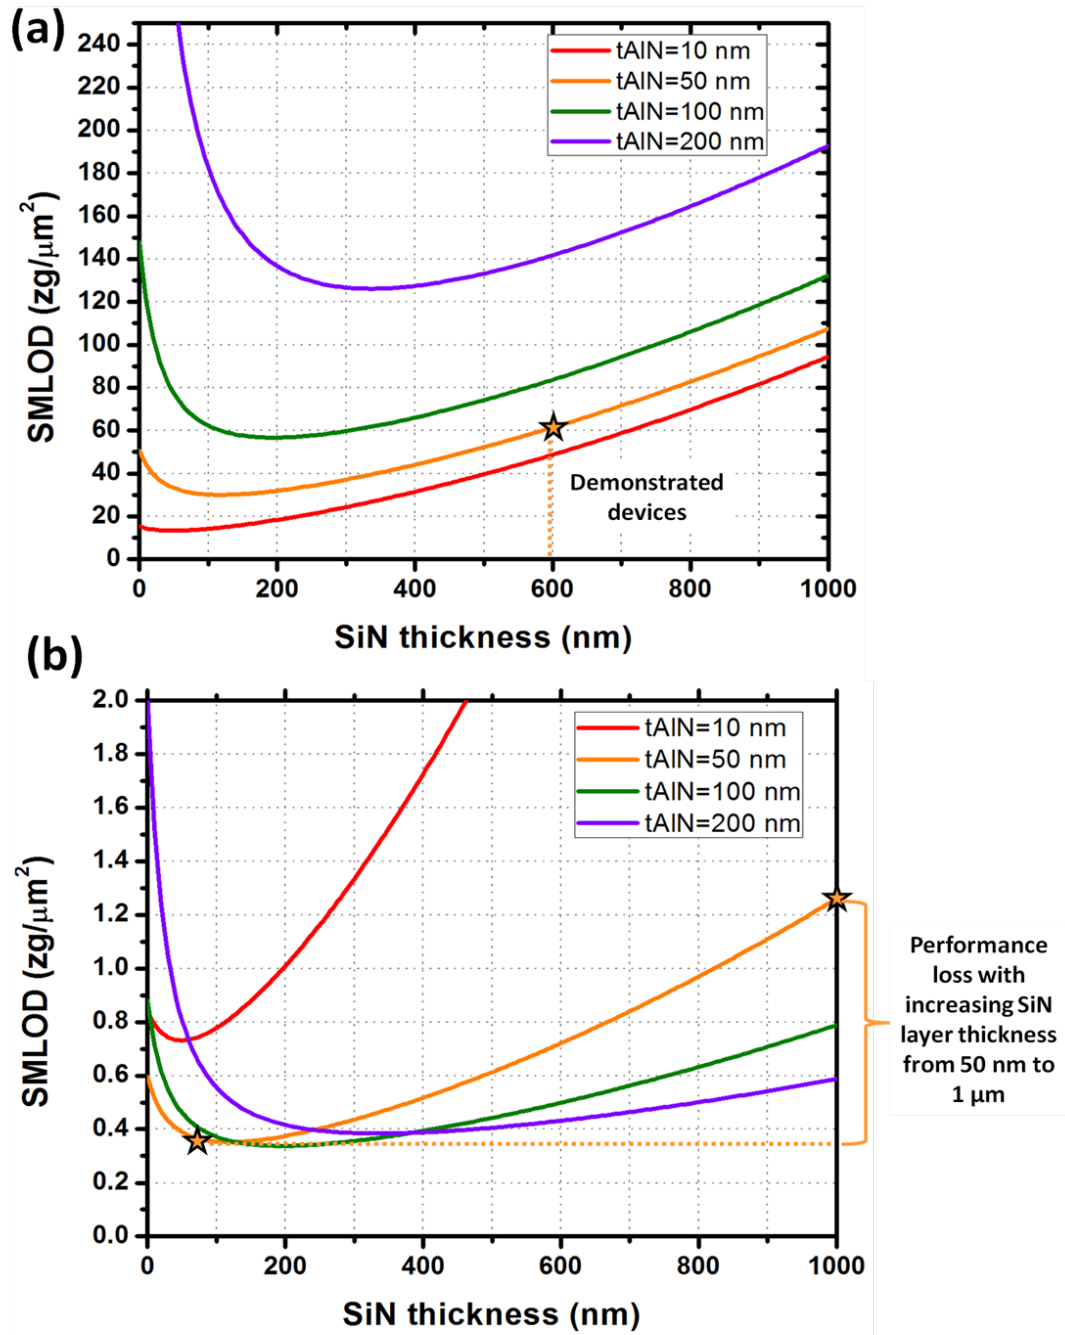 (a)
240
220
200
180
160
140
120
100
80
60
40
20
0
SMLOD (zg/μm²)
tAlN=10 nm
tAlN=50 nm
tAlN=100 nm
tAlN=200 nm
Demonstrated
devices
0 200 400 600 800 1000
SiN thickness (nm)
(b)
2.0
1.8
1.6
1.4
1.2
1.0
0.8
0.6
0.4
0.2
0.0
SMLOD (zg/μm²)
tAlN=10 nm
tAlN=50 nm
tAlN=100 nm
tAlN=200 nm
Performance
loss with
increasing SiN
layer thickness
from 50 nm to
1 μm
0 200 400 600 800 1000
SiN thickness (nm)